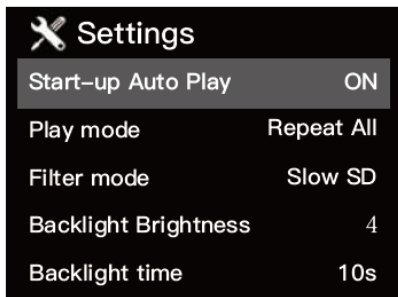 Settings
Start-up Auto Play ON
Play mode Repeat All
Filter mode Slow SD
Backlight Brightness 4
Backlight time 10s